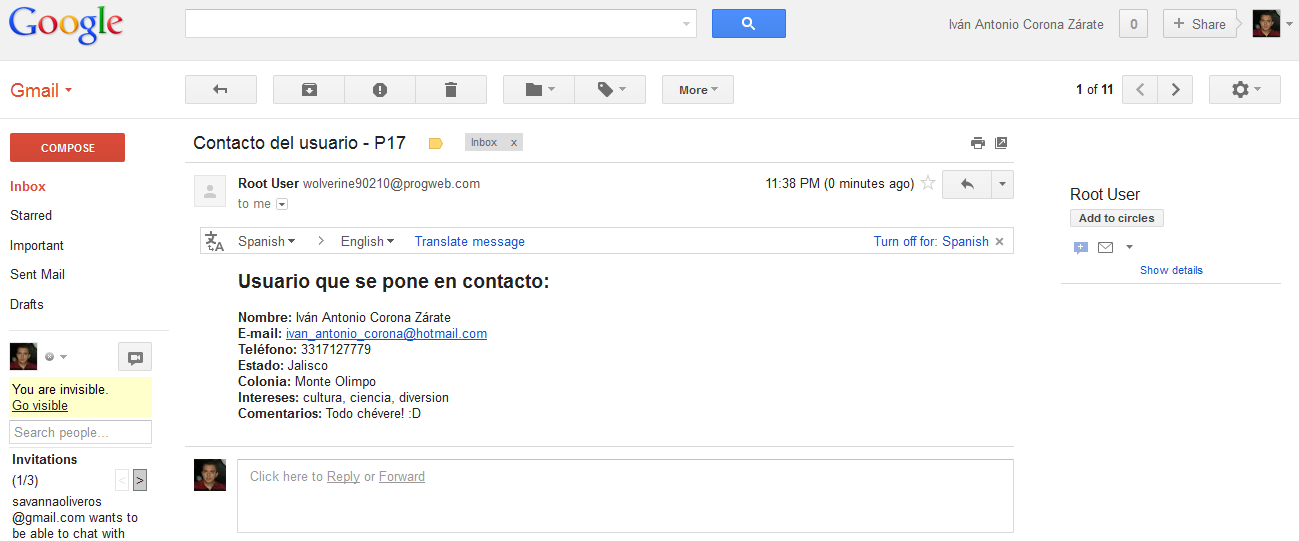 Google
Iván Antonio Corona Zárate
0
+ Share
Gmail
More
1 of 11
COMPOSE
Contacto del usuario - P17
Inbox x
Inbox
Starred
Important
Sent Mail
Drafts
Root User wolverine90210@progweb.com
11:38 PM (0 minutes ago)
to me
Spanish > English Translate message
Turn off for: Spanish ×
Usuario que se pone en contacto:
Nombre: Iván Antonio Corona Zárate
E-mail: ivan_antonio_corona@hotmail.com
Teléfono: 3317127779
Estado: Jalisco
Colonia: Monte Olimpo
Intereses: cultura, ciencia, diversion
Comentarios: Todo chévere! :D
Root User
Add to circles
Show details
You are invisible.
Go visible
Search people...
Invitations
(1/3)
< >
savannaoliveros
@gmail.com wants to
be able to chat with
Click here to Reply or Forward